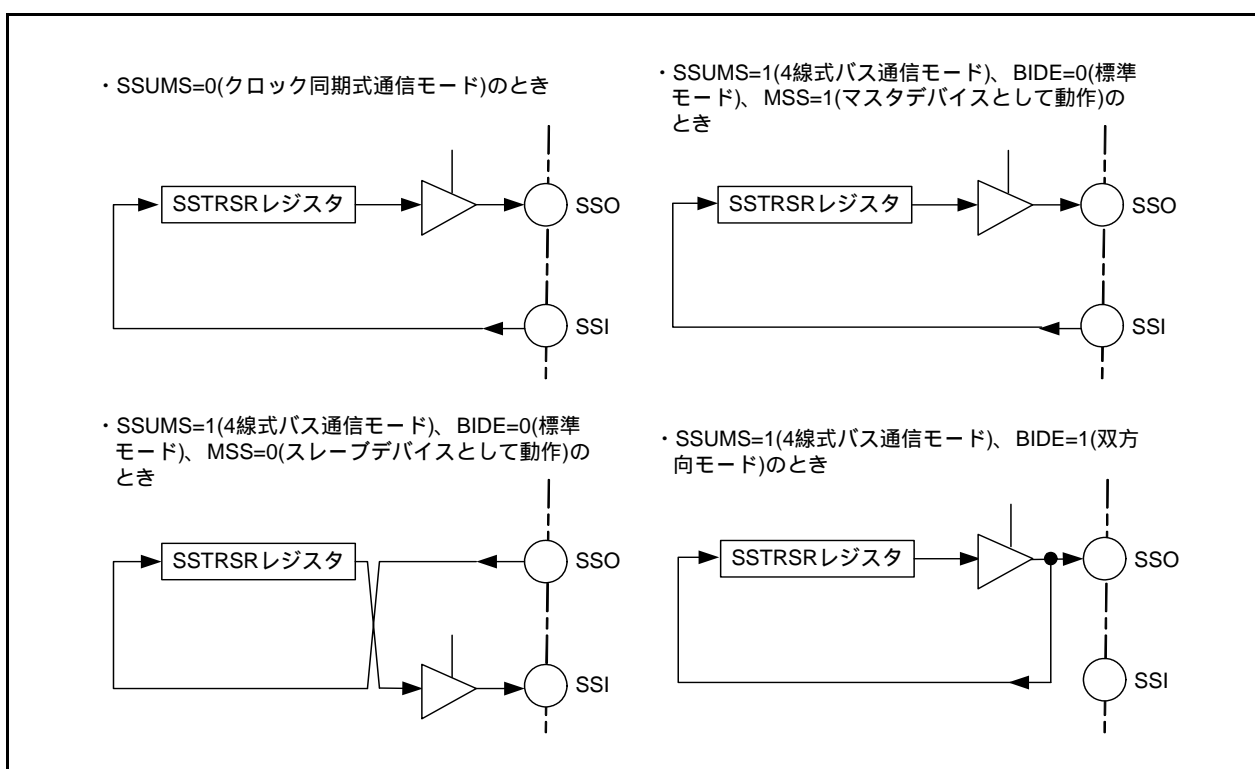 ・SSUMS=0(クロック同期式通信モード)のとき
SSTRSRレジスタ
SSO
SSI
・SSUMS=1(4線式バス通信モード)、BIDE=0(標準
モード)、MSS=1(マスタデバイスとして動作)の
とき
SSTRSRレジスタ
SSO
SSI
・SSUMS=1(4線式バス通信モード)、BIDE=0(標準
モード)、MSS=0(スレーブデバイスとして動作)の
とき
SSTRSRレジスタ
SSO
SSI
・SSUMS=1(4線式バス通信モード)、BIDE=1(双方
向モード)のとき
SSTRSRレジスタ
SSO
SSI